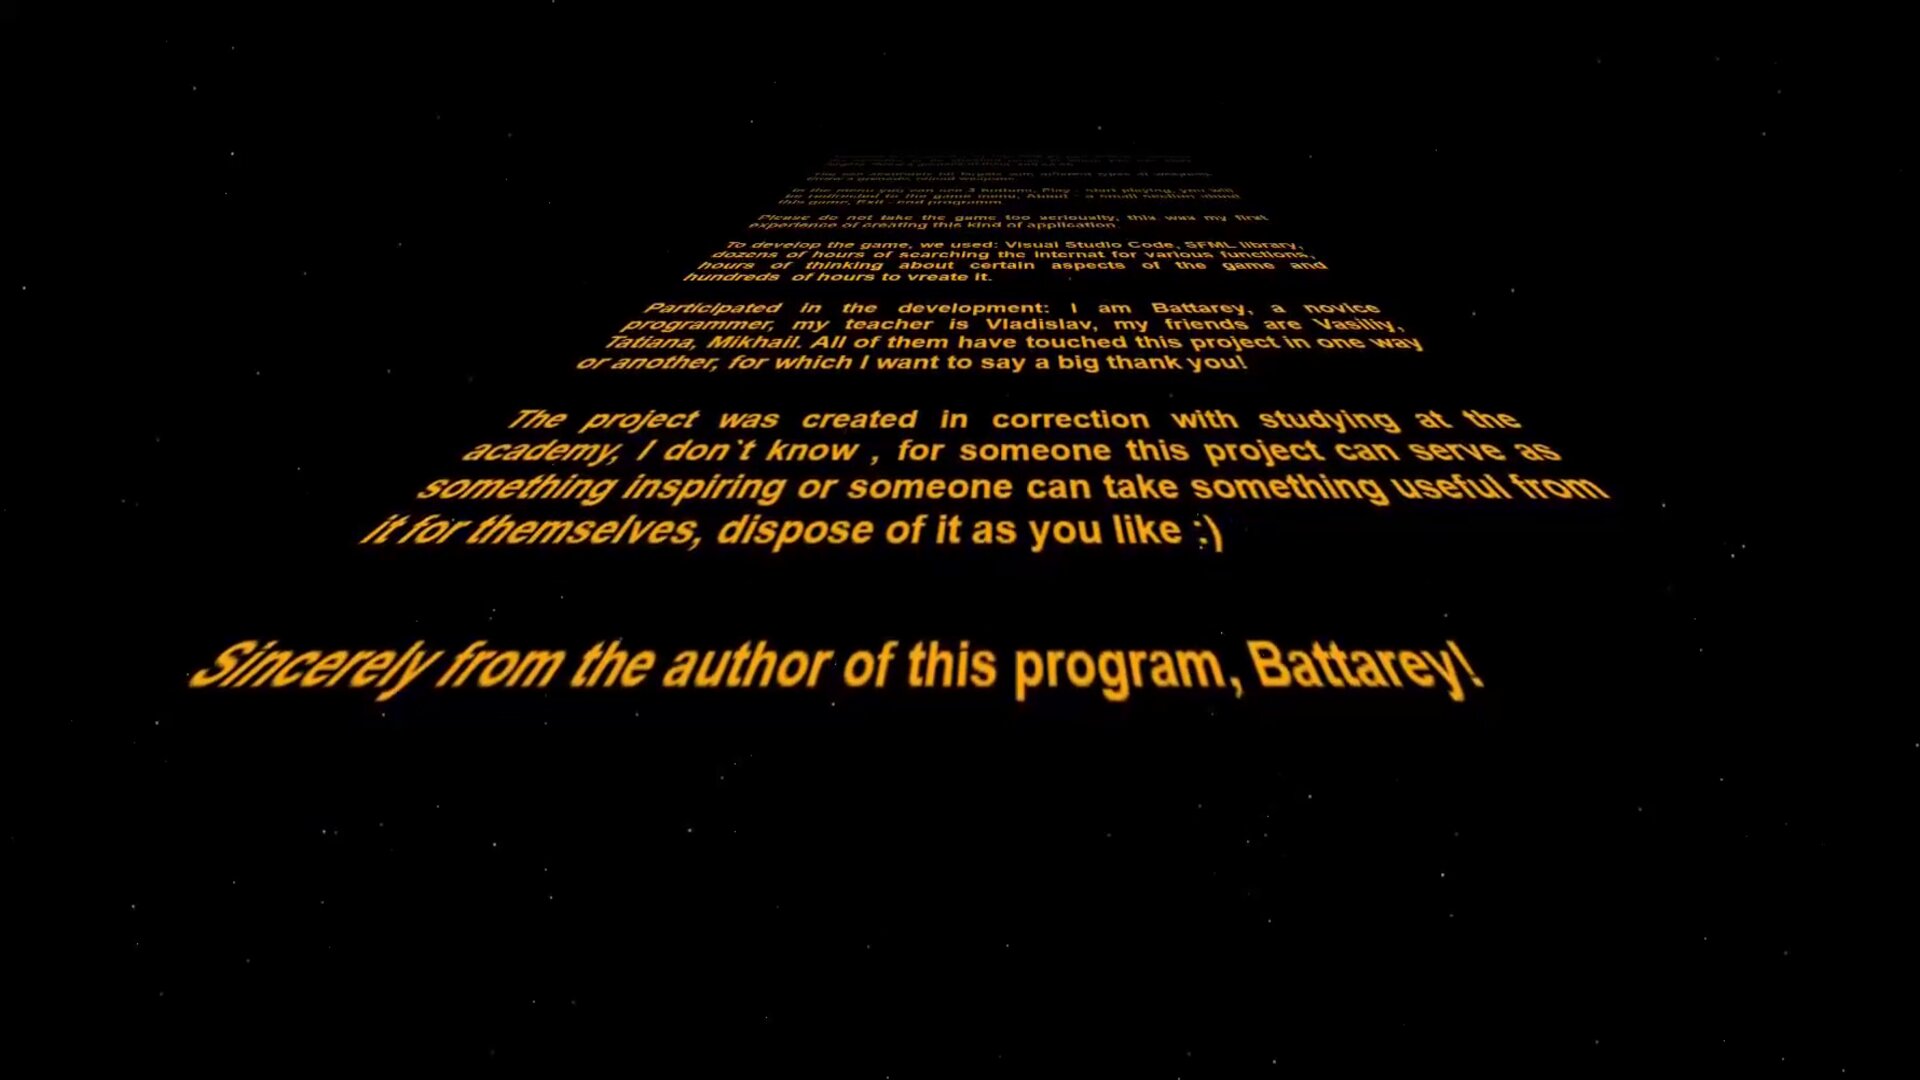 You can accurately hit targets with different types of weapons,
throw a grenade, reload weapons.
In the menu you can see 3 buttons, Play - start playing, you will
be redirected to the game menu, About - a small section about
this game, Exit - end programm
Please do not take the game too seriously, this was my first
experience of creating this kind of application
To develop the game, we used: Visual Studio Code, SFML library,
dozens of hours of searching the internat for various functions,
hours of thinking about certain aspects of the game and
hundreds of hours to vreate it.
Participated in the development: I am Battarey, a novice
programmer, my teacher is Vladislav, my friends are Vasiliy,
Tatiana, Mikhail. All of them have touched this project in one way
or another, for which I want to say a big thank you!
The project was created in correction with studying at the
academy, I don`t know , for someone this project can serve as
something inspiring or someone can take something useful from
it for themselves, dispose of it as you like :)
Sincerely from the author of this program, Battarey!